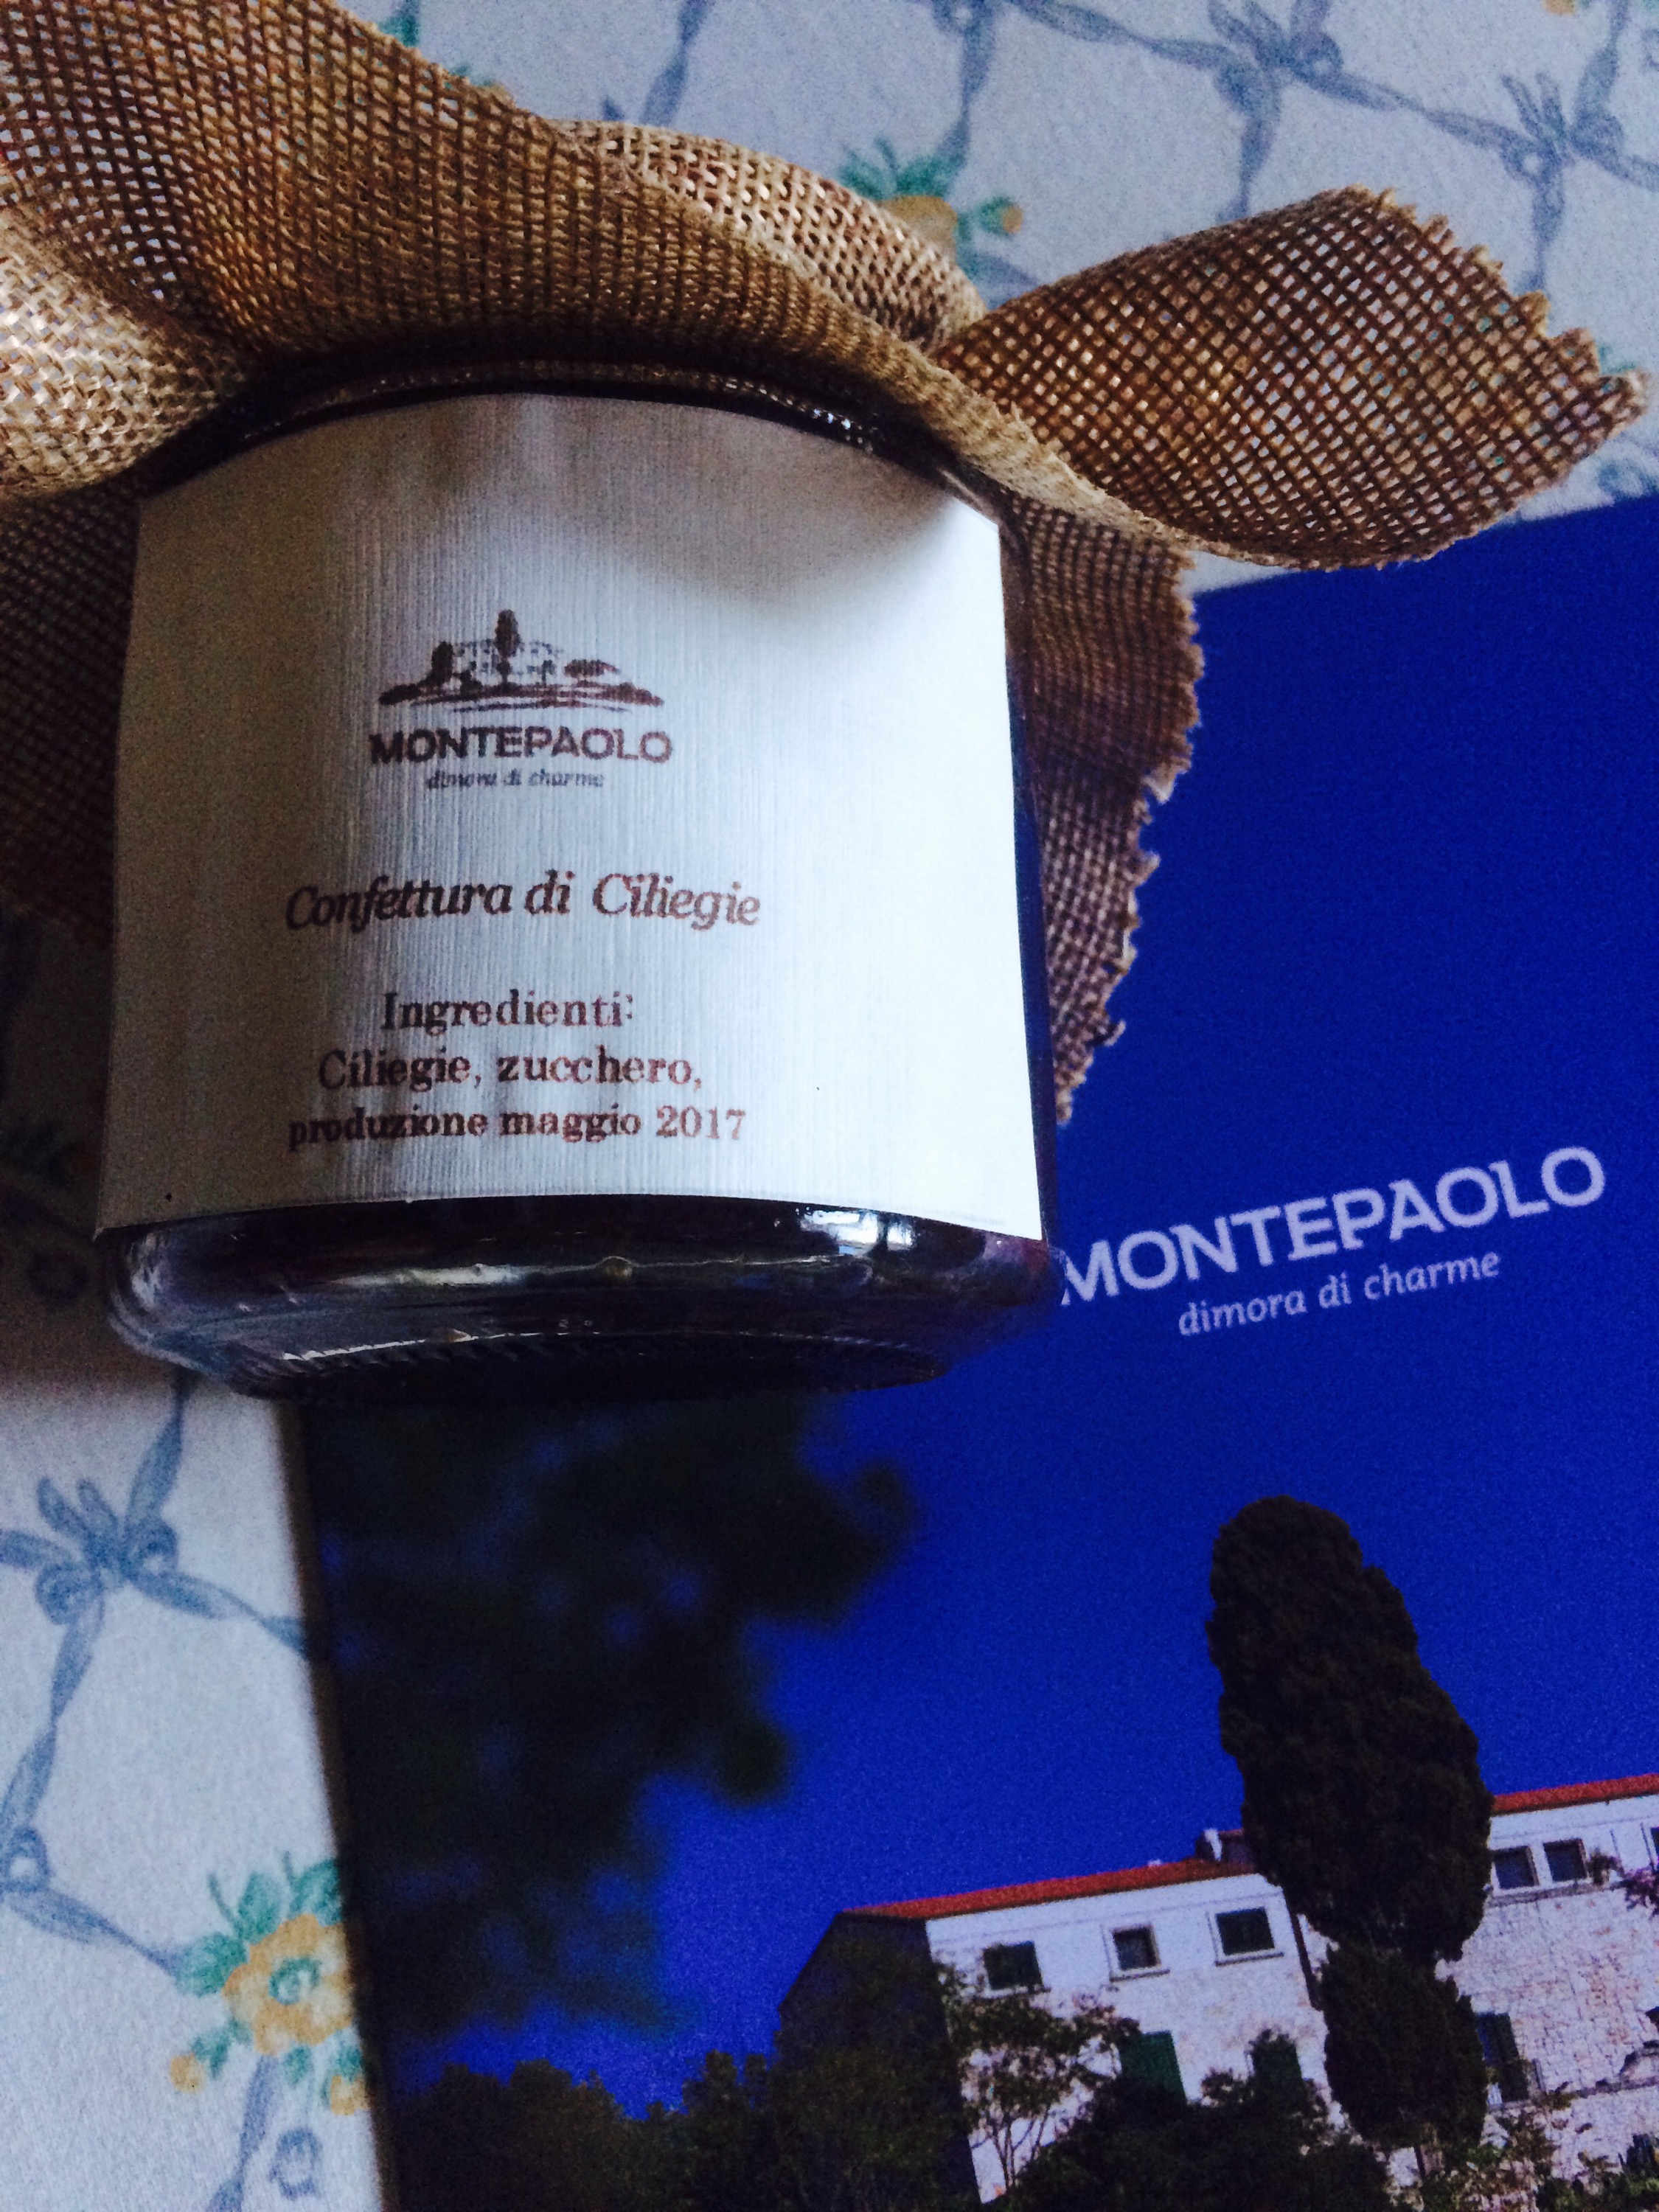 MONTEPAOLO
dimora di charme
Confettura di Ciliegie
Ingredienti:
Ciliegie, zucchero,
produzione maggio 2017
MONTEPAOLO
dimora di charme